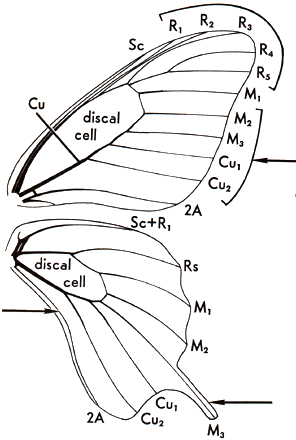 R1
R2
R3
Sc
R4
R5
Cu
M1
discal
cell
M2
M3
Cu1
Cu2
2A
Sc+R1
discal
cell
Rs
M1
M2
Cu1
2A
Cu2
M3